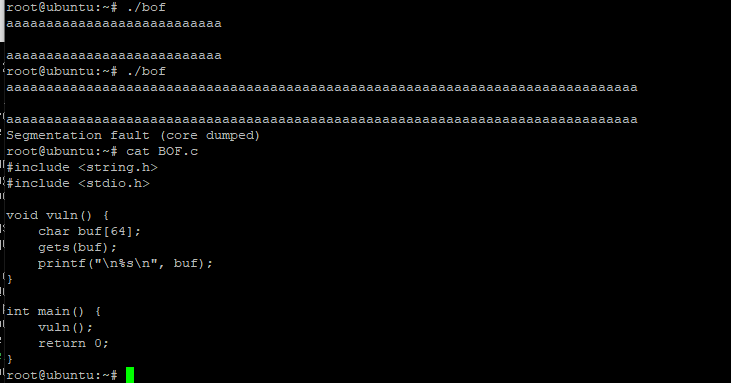 root@ubuntu:~# ./bof
aaaaaaaaaaaaaaaaaaaaaaaaaaa

aaaaaaaaaaaaaaaaaaaaaaaaaaa
root@ubuntu:~# ./bof
aaaaaaaaaaaaaaaaaaaaaaaaaaaaaaaaaaaaaaaaaaaaaaaaaaaaaaaaaaaaaaaaaaaaaaaaaaaaaaa

aaaaaaaaaaaaaaaaaaaaaaaaaaaaaaaaaaaaaaaaaaaaaaaaaaaaaaaaaaaaaaaaaaaaaaaaaaaaaaa
Segmentation fault (core dumped)
root@ubuntu:~# cat BOF.c
#include <string.h>
#include <stdio.h>

void vuln() {
    char buf[64];
    gets(buf);
    printf("\n%s\n", buf);
}

int main() {
    vuln();
    return 0;
}
root@ubuntu:~#